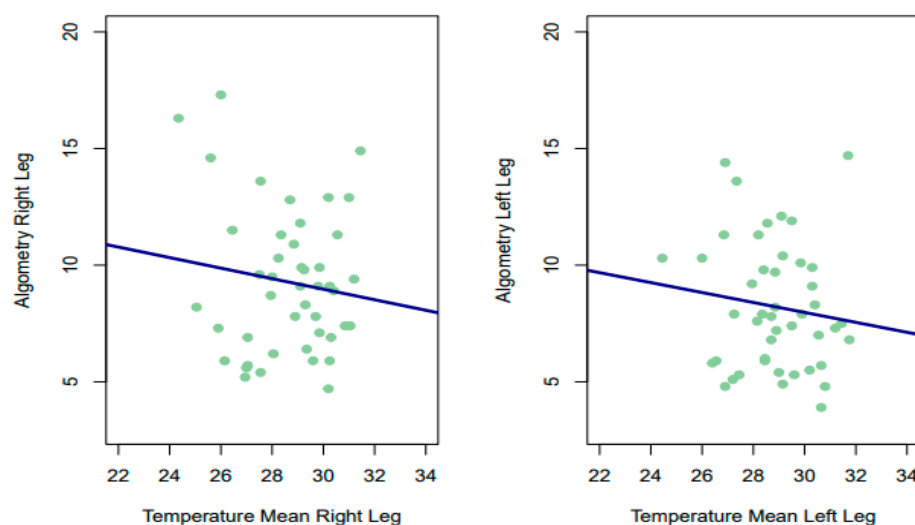 20
15
10
5
Algometry Right Leg
22 24 26 28 30 32 34
Temperature Mean Right Leg
20
15
10
5
Algometry Left Leg
22 24 26 28 30 32 34
Temperature Mean Left Leg